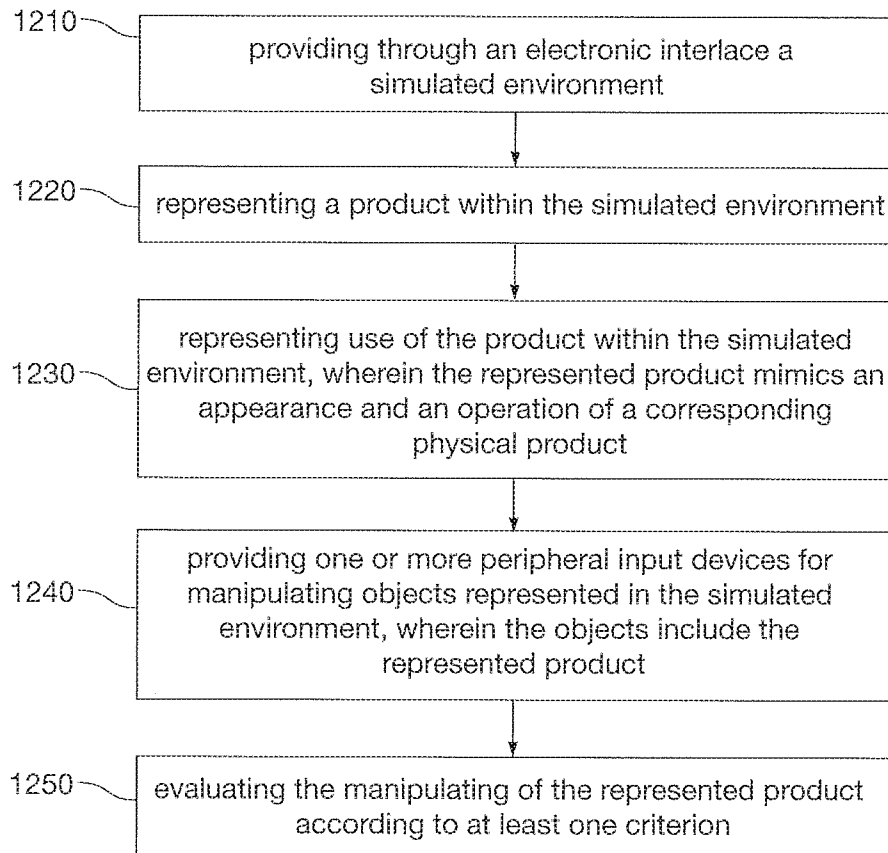 1210
providing through an electronic interlace a
simulated environment
1220
representing a product within the simulated environment
1230
representing use of the product within the simulated
environment, wherein the represented product mimics an
appearance and an operation of a corresponding
physical product
1240
providing one or more peripheral input devices for
manipulating objects represented in the simulated
environment, wherein the objects include the
represented product
1250
evaluating the manipulating of the represented product
according to at least one criterion